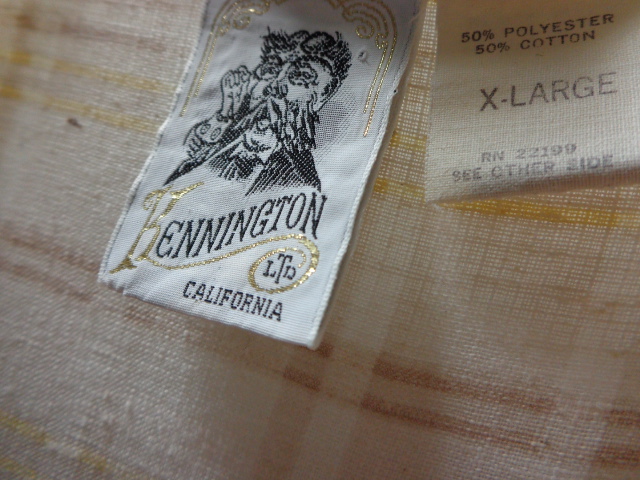 KENNINGTON
LTD
CALIFORNIA
50% POLYESTER
50% COTTON
X-LARGE
RN 22199
SEE OTHER SIDE